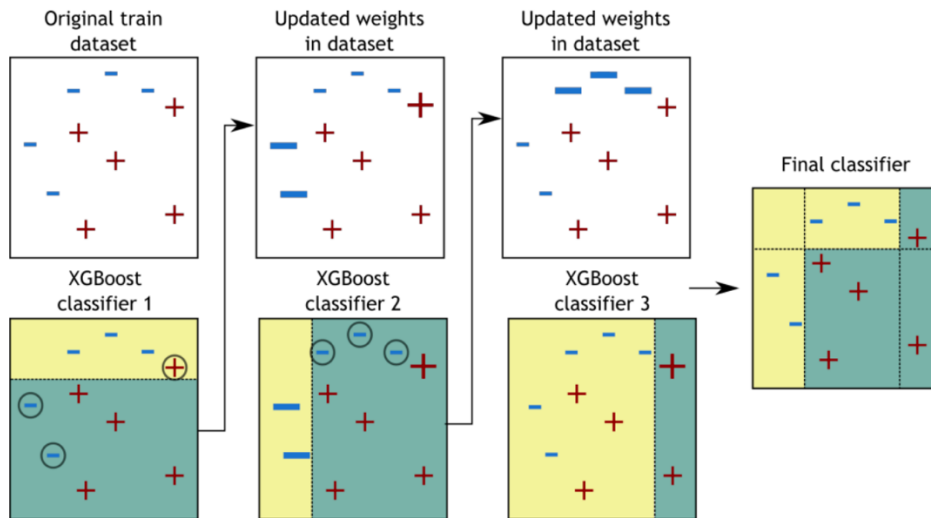 Original train
dataset
Updated weights
in dataset
Updated weights
in dataset
Final classifier
XGBoost
classifier 1
XGBoost
classifier 2
XGBoost
classifier 3